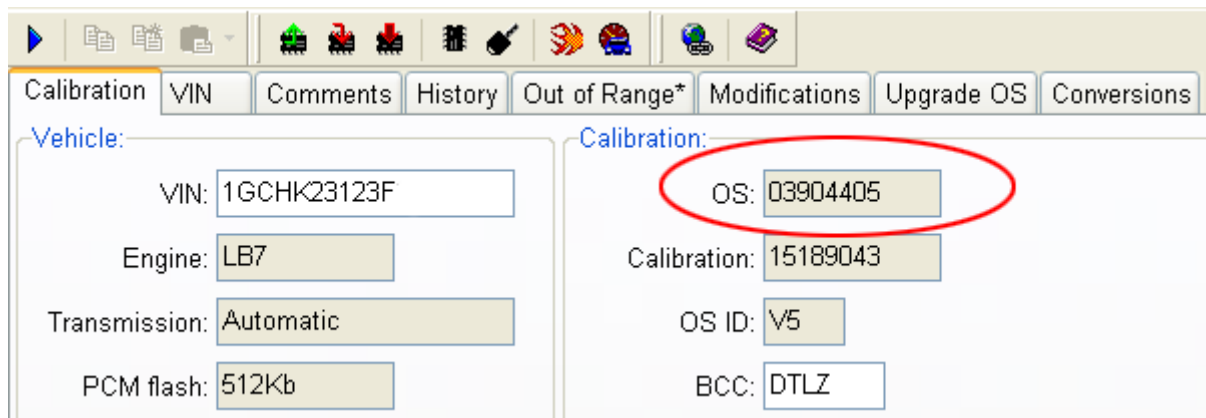 Calibration VIN Comments History Out of Range* Modifications Upgrade OS Conversions
Vehicle:
VIN: 1GCHK23123F
Engine: LB7
Transmission: Automatic
PCM flash: 512Kb
Calibration:
OS: 03904405
Calibration: 15189043
OS ID: V5
BCC: DTLZ